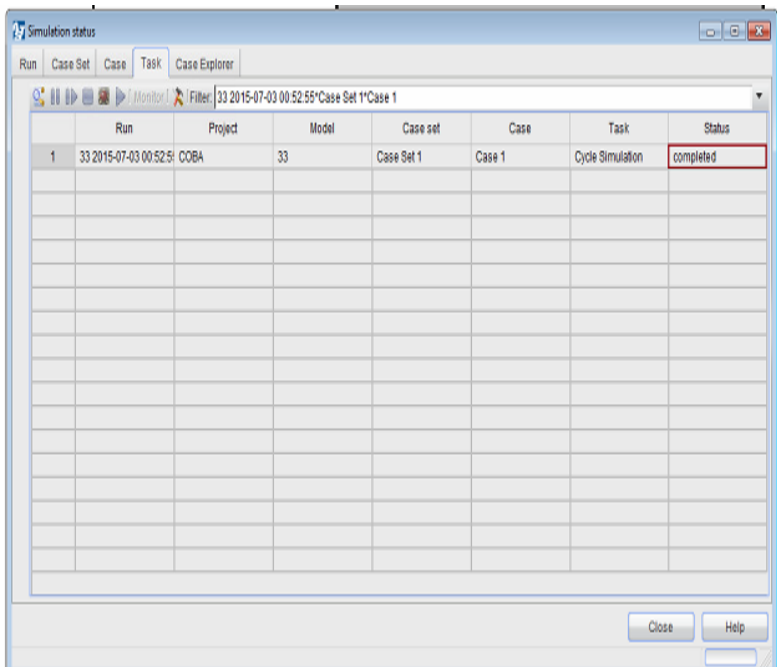 Simulation status
Run Case Set Case Task Case Explorer
[Monitor] Filter: 33 2015-07-03 00:52:55*Case Set 1*Case 1
Run Project Model Case set Case Task Status
1 33 2015-07-03 00:52:5 COBA 33 Case Set 1 Case 1 Cycle Simulation completed
Close Help